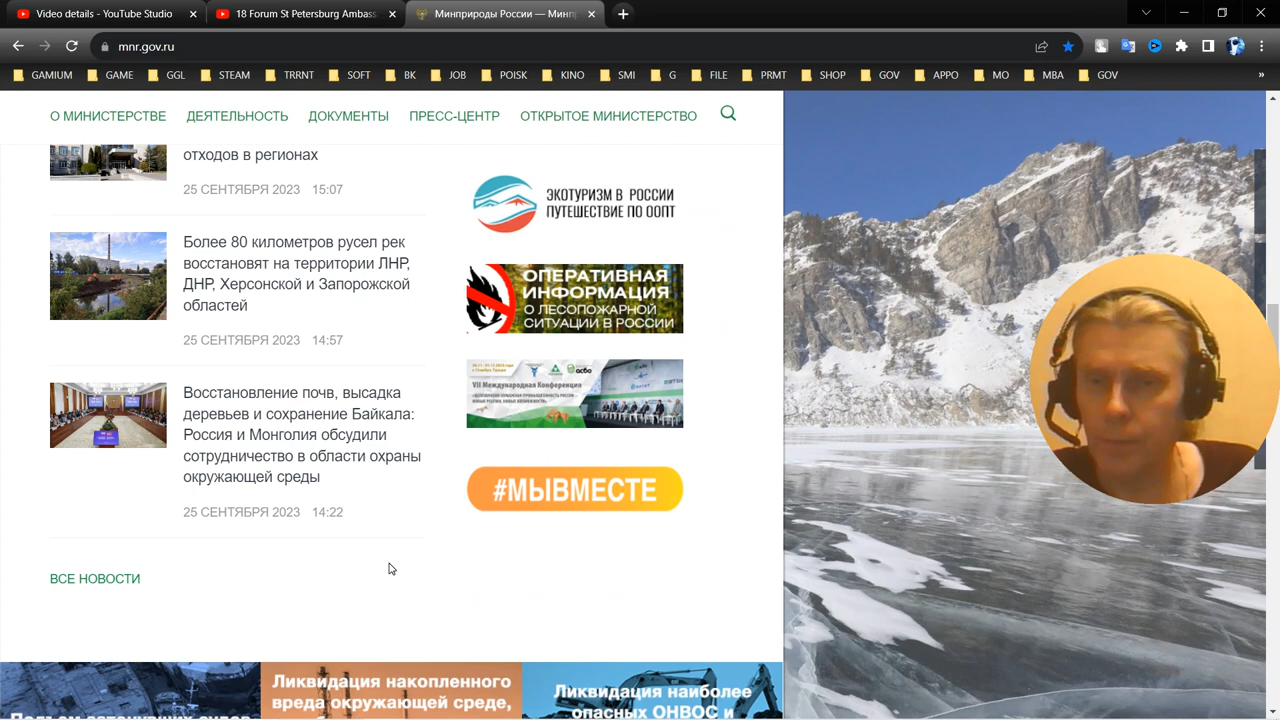 Video details - YouTube Studio
18 Forum St Petersburg Ambass
Минприроды России — Минпр
mnr.gov.ru
GAMIUM GAME GGL STEAM TRRNT SOFT BK JOB POISK KINO SMI G FILE PRMT SHOP GOV APPO MO MBA GOV »
О МИНИСТЕРСТВЕ ДЕЯТЕЛЬНОСТЬ ДОКУМЕНТЫ ПРЕСС-ЦЕНТР ОТКРЫТОЕ МИНИСТЕРСТВО
отходов в регионах
25 СЕНТЯБРЯ 2023 15:07
Более 80 километров русел рек
восстановят на территории ЛНР,
ДНР, Херсонской и Запорожской
областей
25 СЕНТЯБРЯ 2023 14:57
Восстановление почв, высадка
деревьев и сохранение Байкала:
Россия и Монголия обсудили
сотрудничество в области охраны
окружающей среды
25 СЕНТЯБРЯ 2023 14:22
ВСЕ НОВОСТИ
ЭКОТУРИЗМ В РОССИИ
ПУТЕШЕСТВИЕ ПО ООПТ
ОПЕРАТИВНАЯ
ИНФОРМАЦИЯ
О ЛЕСОПОЖАРНОЙ
СИТУАЦИИ В РОССИИ
VII Международная Конференция
#МЫВМЕСТЕ
Подъем затонувших судов
Ликвидация накопленного
вреда окружающей среде,
Ликвидация наиболее
опасных ОНВОС и